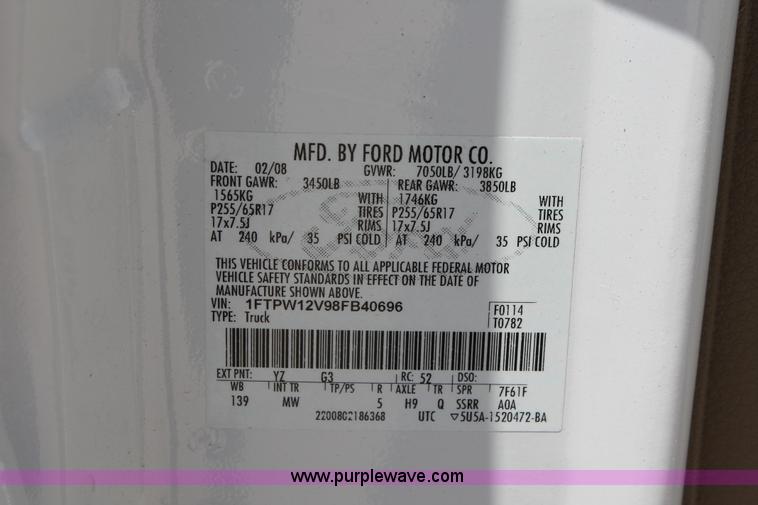 MFD. BY FORD MOTOR CO.
DATE: 02/08 GVWR: 7050LB/ 3198KG
FRONT GAWR: 3450LB REAR GAWR: 3850LB
1565KG WITH 1746KG WITH
P255/65R17 TIRES P255/65R17 TIRES
17x7.5J RIMS 17x7.5J RIMS
AT 240 kPa/ 35 PSI COLD AT 240 kPa/ 35 PSI COLD
Ford
THIS VEHICLE CONFORMS TO ALL APPLICABLE FEDERAL MOTOR
VEHICLE SAFETY STANDARDS IN EFFECT ON THE DATE OF
MANUFACTURE SHOWN ABOVE.
VIN: 1FTPW12V98FB40696 F0114
TYPE: Truck T0782
EXT PNT: YZ G3 RC: 52 DSO:
WB INT TR TP/PS R AXLE TR SPR 7F61F
139 MW 5 H9 Q SSRR A0A
2200802186368 UTC ▽5U5A-1520472-BA
www.purplewave.com